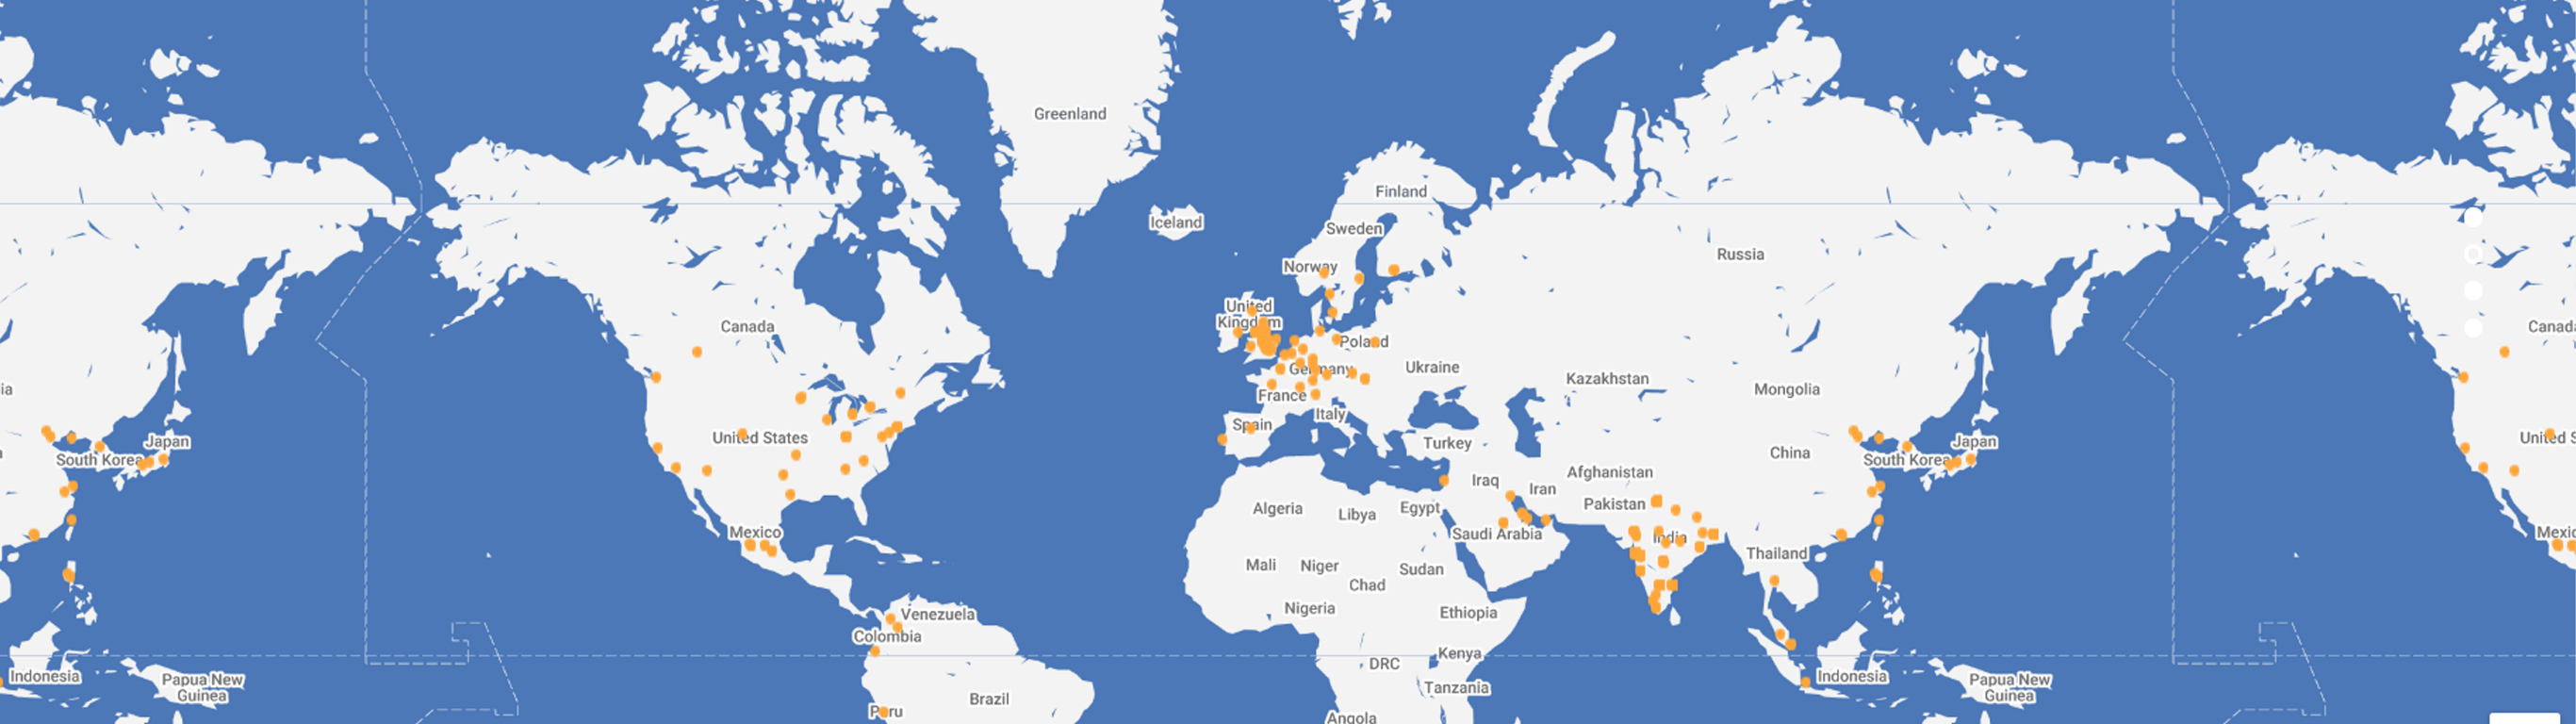 Greenland
Finland
Iceland
Sweden
Norway
Russia
United
Kingdom
Canada
Canada
Poland
Germany
Ukraine
Kazakhstan
Mongolia
ia
France
Italy
Spain
United States
United S
Turkey
Japan
South Korea
China
Japan
South Korea
Afghanistan
Iraq
Iran
Pakistan
Algeria
Libya
Egypt
Saudi Arabia
India
Mexico
Mexic
Thailand
Mali
Niger
Sudan
Chad
Nigeria
Ethiopia
Venezuela
Colombia
DRC
Kenya
Tanzania
Indonesia
Papua New
Guinea
Brazil
Peru
Angola
Indonesia
Papua New
Guinea